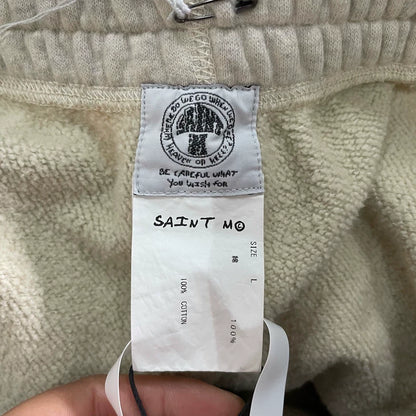 WHERE DO WE GO WHEN WE DIE?
HEAVEN OR HELL?
BE CAREFUL WHAT
YOU WISH FOR
SAINT M©
SIZE L
綿 100%
100% COTTON